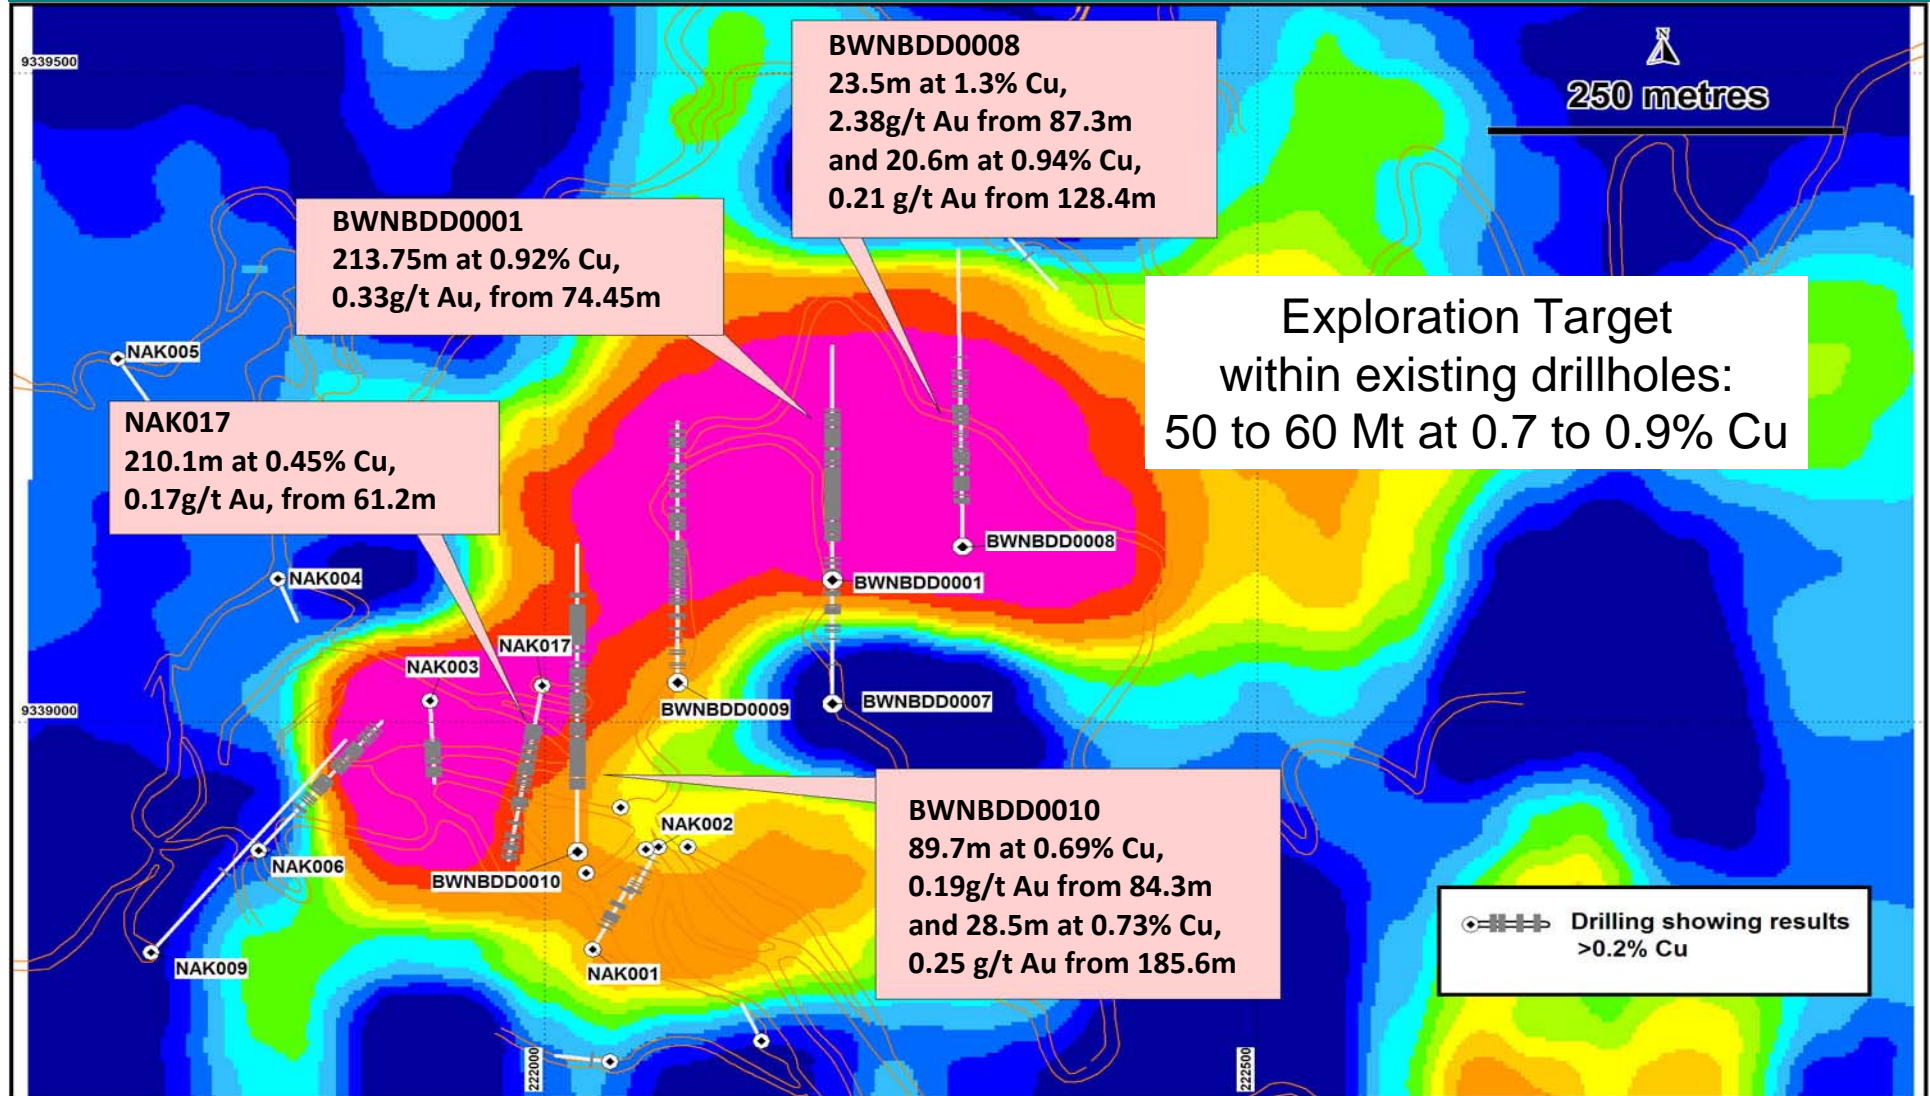 9339500
BWNBDD0008
23.5m at 1.3% Cu,
2.38g/t Au from 87.3m
and 20.6m at 0.94% Cu,
0.21 g/t Au from 128.4m
N
250 metres
BWNBDD0001
213.75m at 0.92% Cu,
0.33g/t Au, from 74.45m
Exploration Target
within existing drillholes:
50 to 60 Mt at 0.7 to 0.9% Cu
NAK005
NAK017
210.1m at 0.45% Cu,
0.17g/t Au, from 61.2m
BWNBDD0008
NAK004
BWNBDD0001
NAK017
NAK003
BWNBDD0009
BWNBDD0007
9339000
BWNBDD0010
89.7m at 0.69% Cu,
0.19g/t Au from 84.3m
and 28.5m at 0.73% Cu,
0.25 g/t Au from 185.6m
NAK002
NAK006
BWNBDD0010
NAK009
NAK001
Drilling showing results
>0.2% Cu
222000
222500